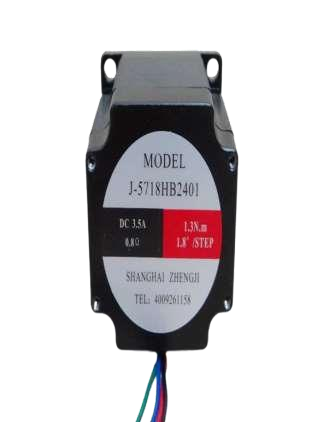 MODEL
J-5718HB2401
DC 3.5A
0.8Ω
1.3N.m
1.8°/STEP
SHANGHAI ZHENGJI
TEL: 4009261158